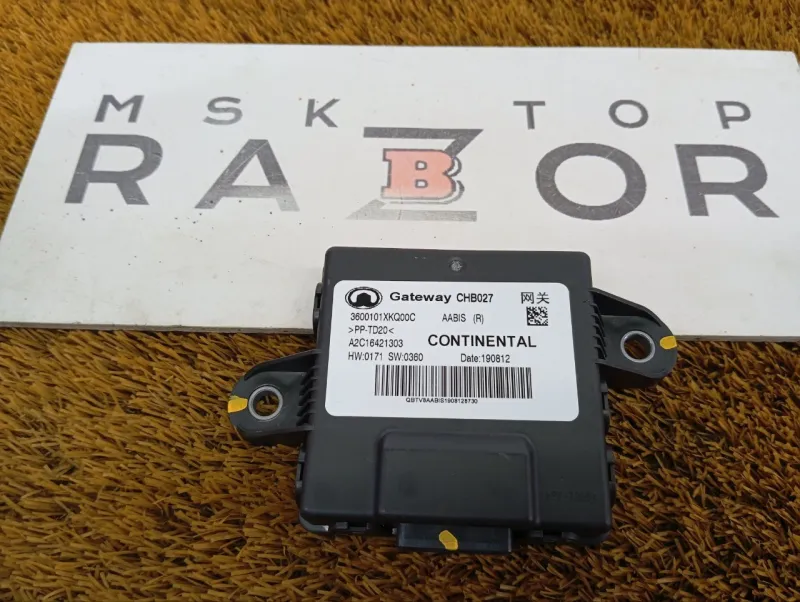 MSK TOP
RAZBOR
Gateway CHB027 网关
3600101XKQ00C AABIS (R)
>PP-TD20<
A2C16421303 CONTINENTAL
HW:0171 SW:0360 Date:190812
GBTV8AABIS1908128730